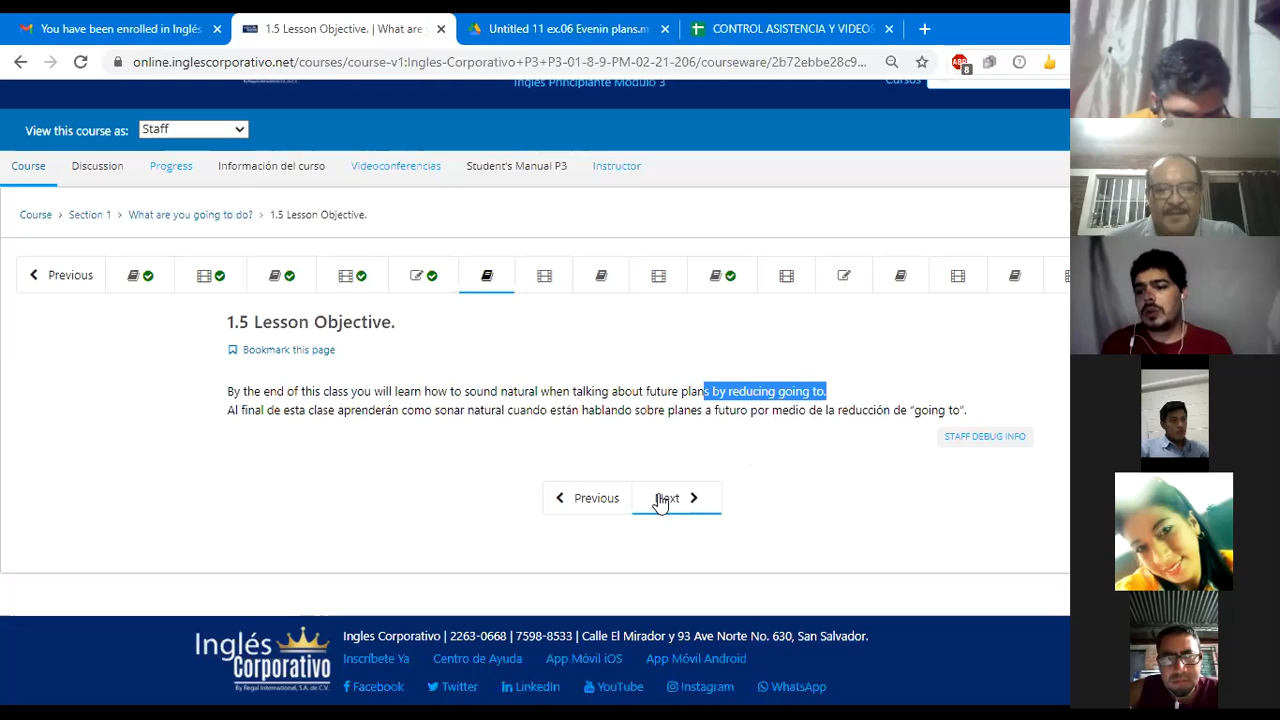 You have been enrolled in Inglés
1.5 Lesson Objective. | What are
Untitled 11 ex.06 Evenin plans.m
CONTROL ASISTENCIA Y VIDEOS
online.inglescorporativo.net/courses/course-v1:Ingles-Corporativo+P3+P3-01-8-9-PM-02-21-206/courseware/2b72ebbe28c9...
ABP
8
Inglés Principiante Módulo 3
Cursos
View this course as: Staff
Course
Discussion
Progress
Información del curso
Videoconferencias
Student's Manual P3
Instructor
Course > Section 1 > What are you going to do? > 1.5 Lesson Objective.
Previous
1.5 Lesson Objective.
Bookmark this page
By the end of this class you will learn how to sound natural when talking about future plans by reducing going to.
Al final de esta clase aprenderán como sonar natural cuando están hablando sobre planes a futuro por medio de la reducción de “going to”.
STAFF DEBUG INFO
Previous
Next
Inglés
Corporativo
By Regal International, S.A. de C.V.
Ingles Corporativo | 2263-0668 | 7598-8533 | Calle El Mirador y 93 Ave Norte No. 630, San Salvador.
Inscríbete Ya
Centro de Ayuda
App Móvil iOS
App Móvil Android
Facebook
Twitter
LinkedIn
YouTube
Instagram
WhatsApp